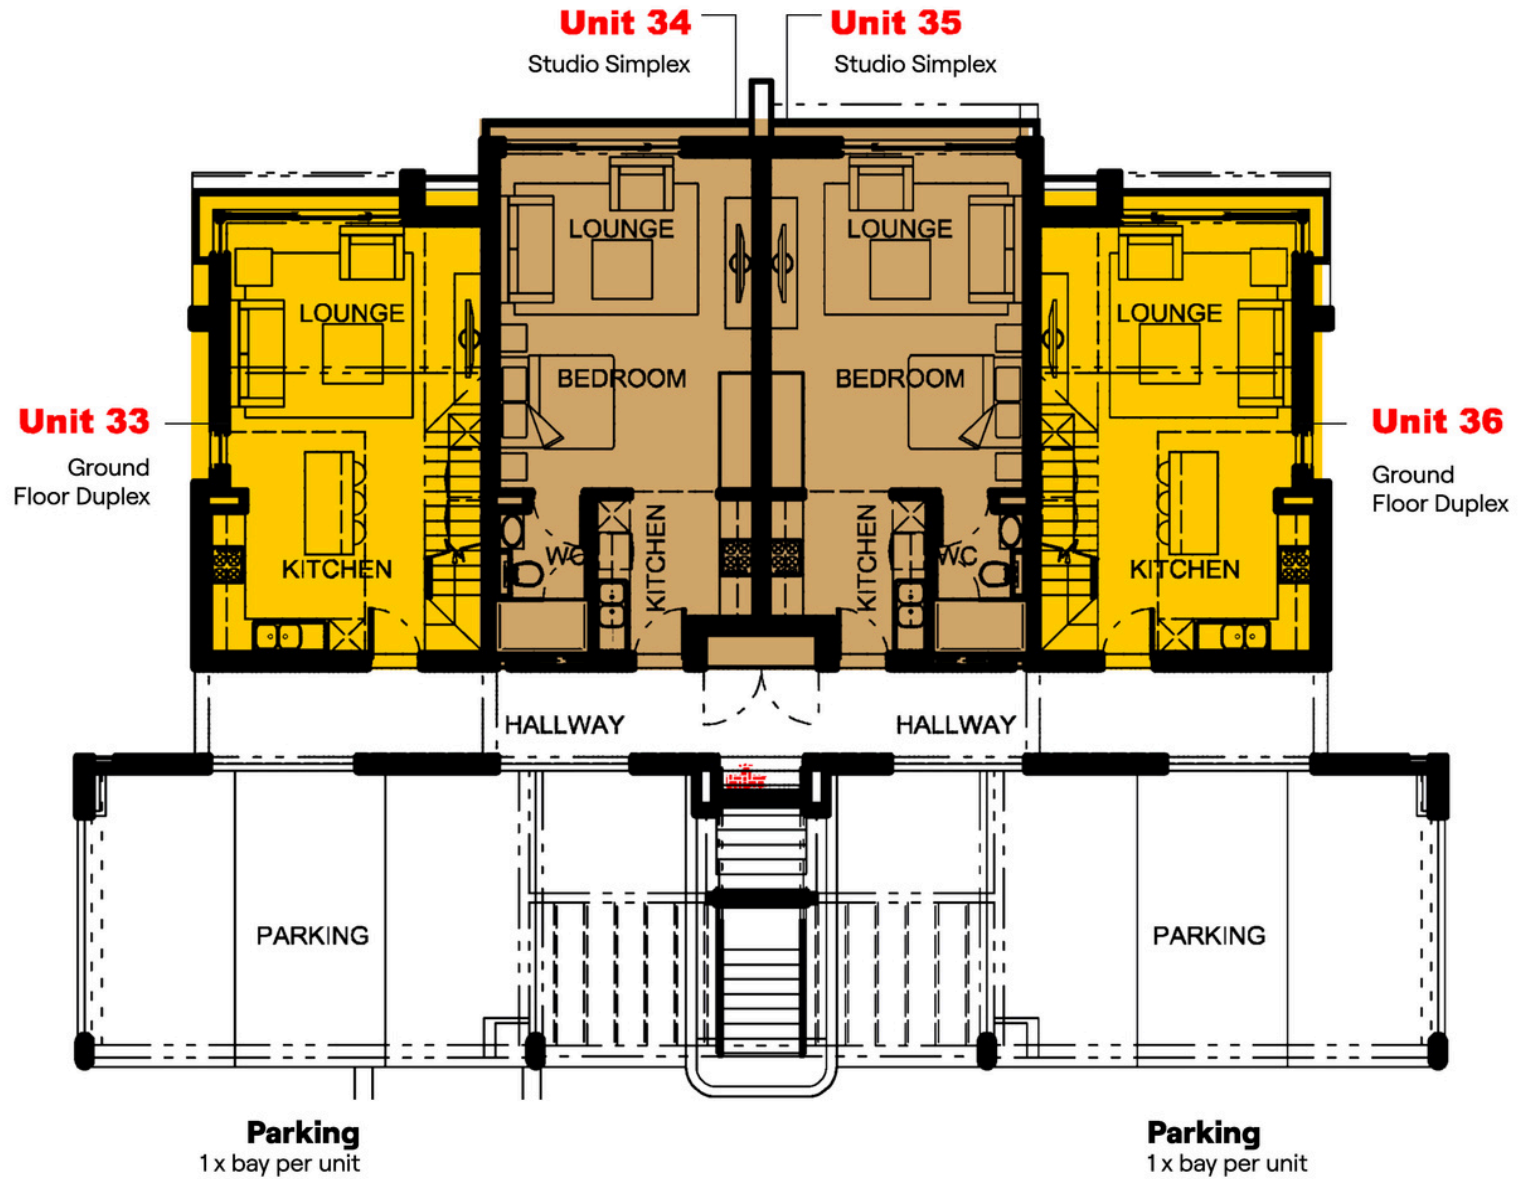 Unit 34
Unit 35
Studio Simplex
Studio Simplex
LOUNGE
LOUNGE
LOUNGE
LOUNGE
BEDROOM
BEDROOM
Unit 33
Ground
Floor Duplex
Unit 36
Ground
Floor Duplex
KITCHEN
WC
KITCHEN
KITCHEN
WC
KITCHEN
HALLWAY
HALLWAY
PARKING
PARKING
Parking
1 x bay per unit
Parking
1 x bay per unit